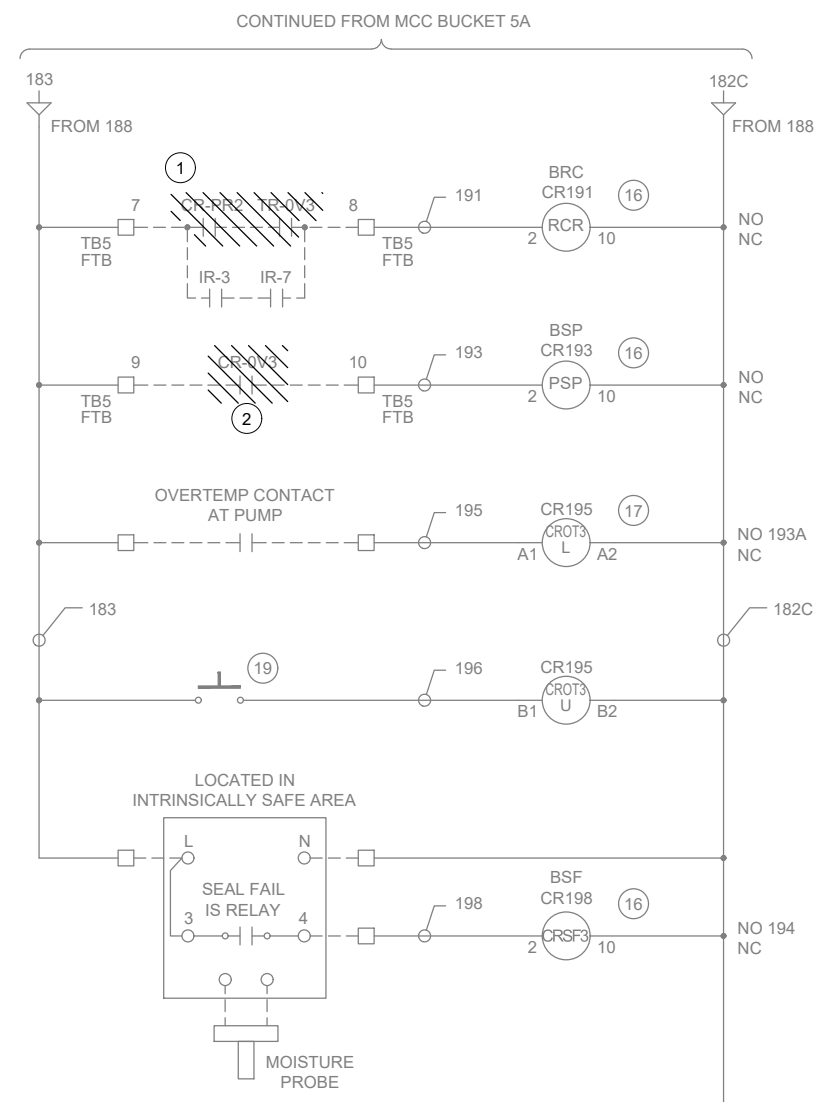 CONTINUED FROM MCC BUCKET 5A
183
182C
FROM 188
FROM 188
1
BRC
CR191
16
7
CR-PR2
TR-0V3
8
191
RCR
2
10
NO
NC
TB5
FTB
TB5
FTB
IR-3
IR-7
BSP
CR193
16
9
CR-0V3
10
193
PSP
2
10
NO
NC
TB5
FTB
TB5
FTB
2
OVERTEMP CONTACT
AT PUMP
195
CR195
17
CROT3
L
A1
A2
NO 193A
NC
183
182C
19
196
CR195
CROT3
U
B1
B2
LOCATED IN
INTRINSICALLY SAFE AREA
L
N
SEAL FAIL
IS RELAY
3
4
198
BSF
CR198
16
CRSF3
2
10
NO 194
NC
MOISTURE
PROBE